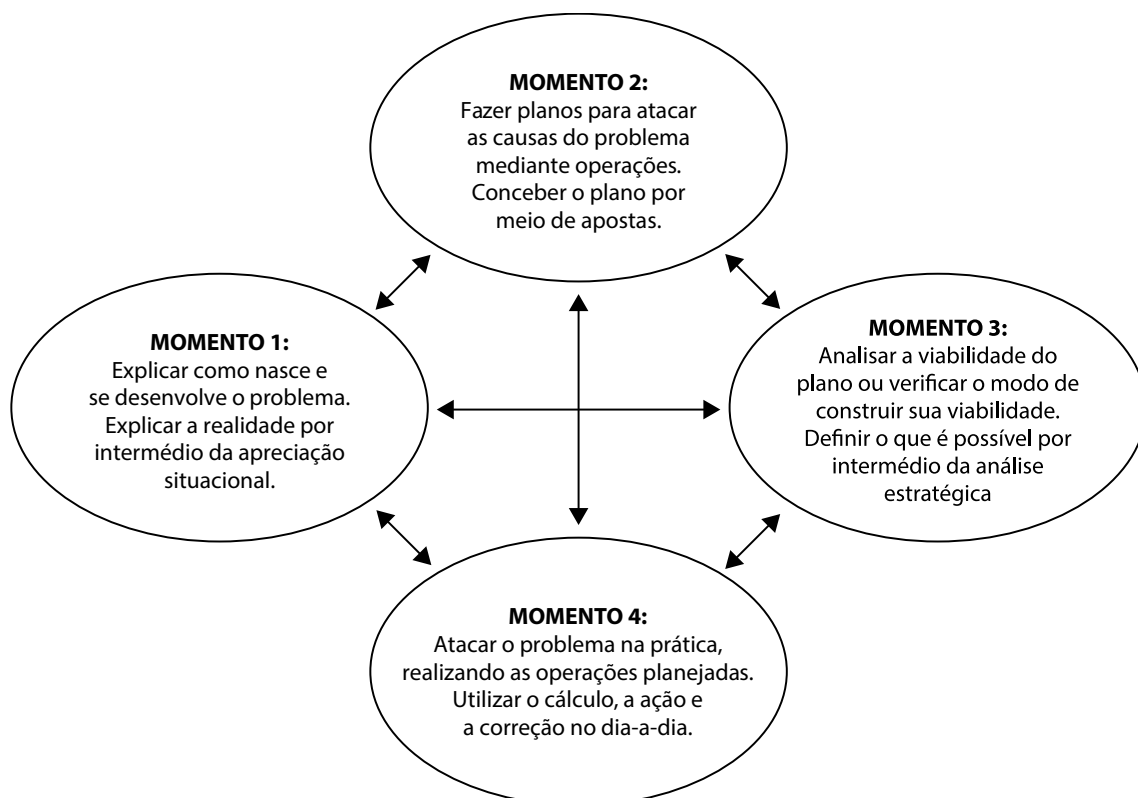 MOMENTO 2:
Fazer planos para atacar
as causas do problema
mediante operações.
Conceber o plano por
meio de apostas.
MOMENTO 1:
Explicar como nasce e
se desenvolve o problema.
Explicar a realidade por
intermédio da apreciação
situacional.
MOMENTO 3:
Analisar a viabilidade do
plano ou verificar o modo de
construir sua viabilidade.
Definir o que é possível por
intermédio da análise
estratégica
MOMENTO 4:
Atacar o problema na prática,
realizando as operações planejadas.
Utilizar o cálculo, a ação e
a correção no dia-a-dia.